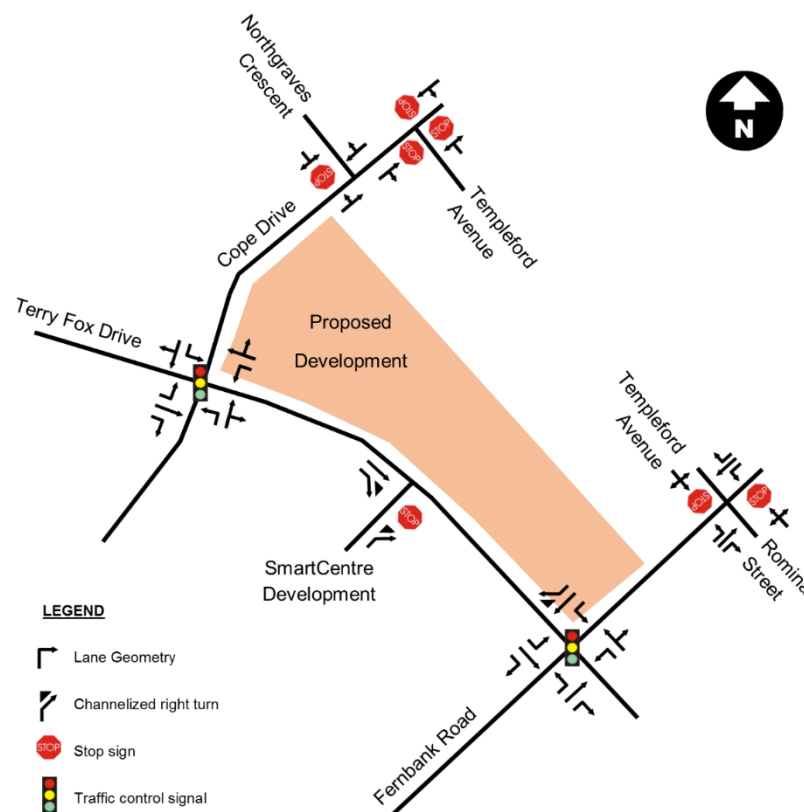 Northgraves
Crescent
STOP
STOP
STOP
STOP
N
Templeford
Avenue
Cope Drive
Terry Fox Drive
Proposed
Development
Templeford
Avenue
STOP
STOP
Romina
Street
STOP
SmartCentre
Development
LEGEND
Lane Geometry
Channelized right turn
STOP
Stop sign
Traffic control signal
Fernbank Road